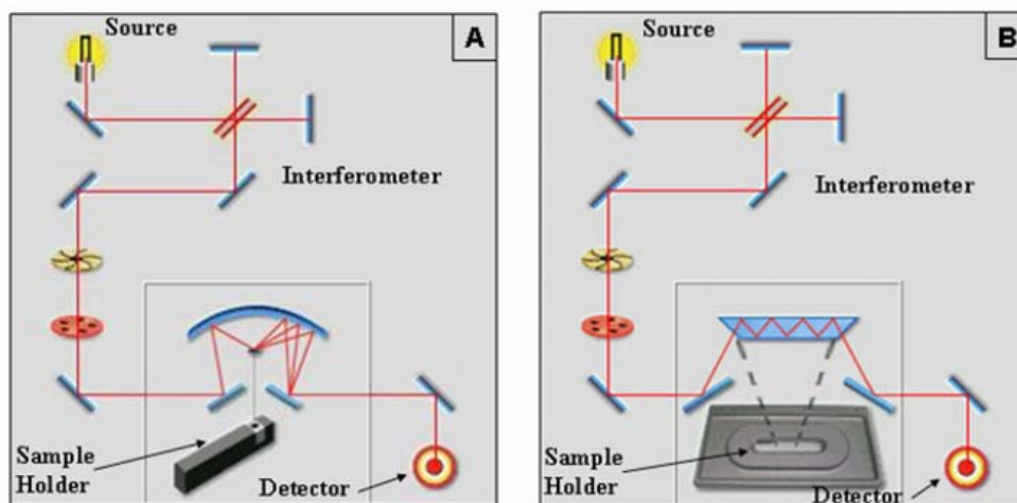 Source
A
Interferometer
Sample
Holder
Detector
Source
B
Interferometer
Sample
Holder
Detector